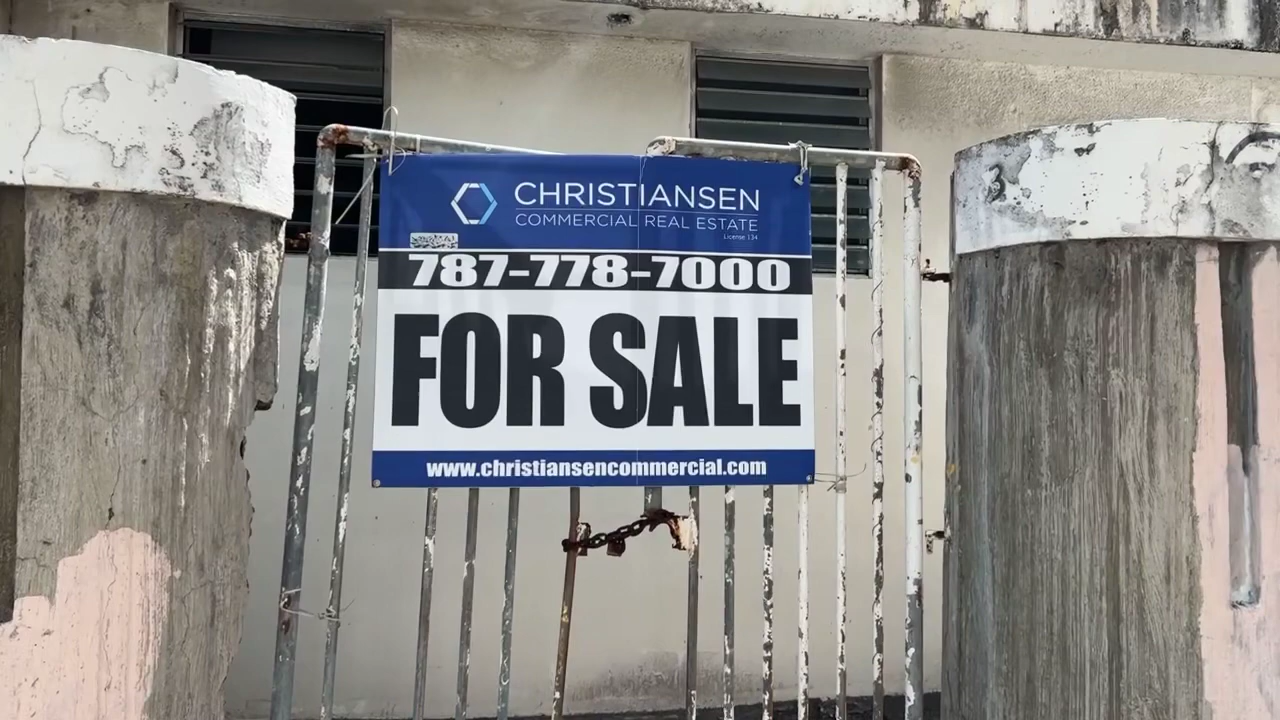 CHRISTIANSEN
COMMERCIAL REAL ESTATE
License 134
787-778-7000
FOR SALE
www.christiansencommercial.com